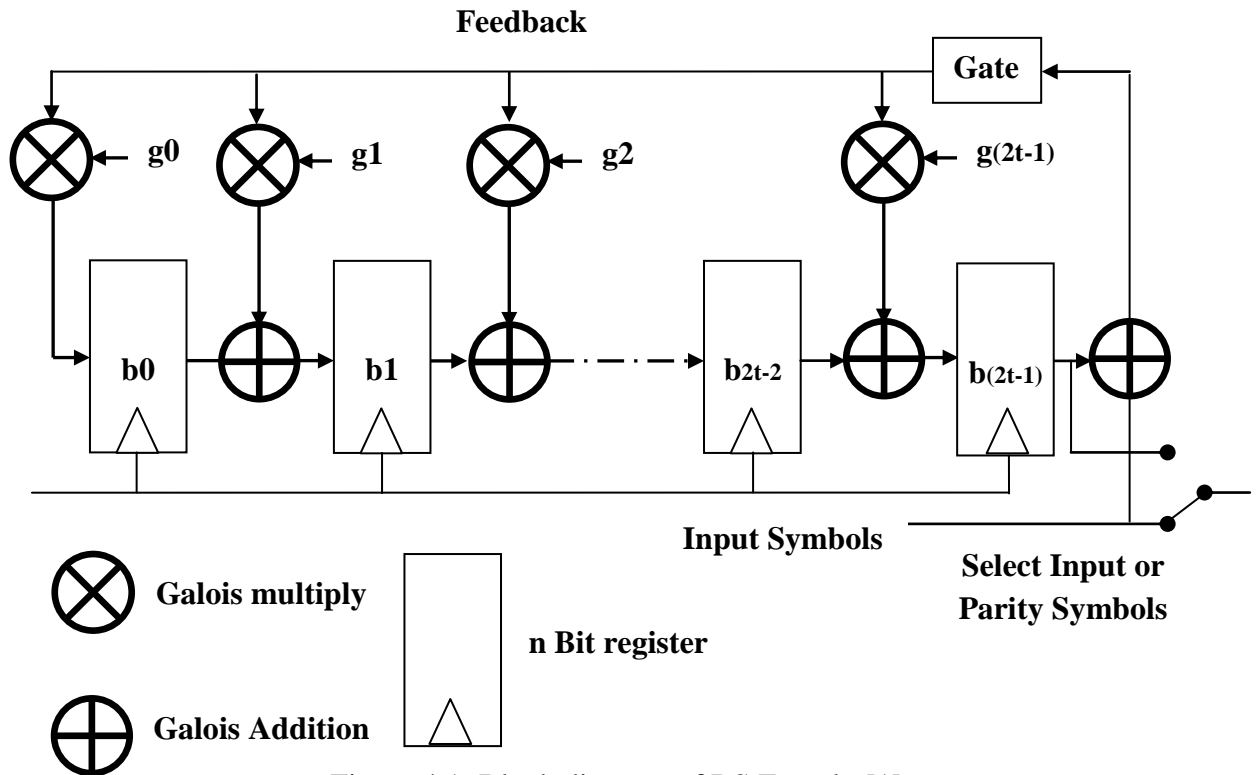 Feedback
Gate
g0
g1
g2
g(2t-1)
b0
b1
b2t-2
b(2t-1)
Input Symbols
Select Input or
Parity Symbols
Galois multiply
n Bit register
Galois Addition